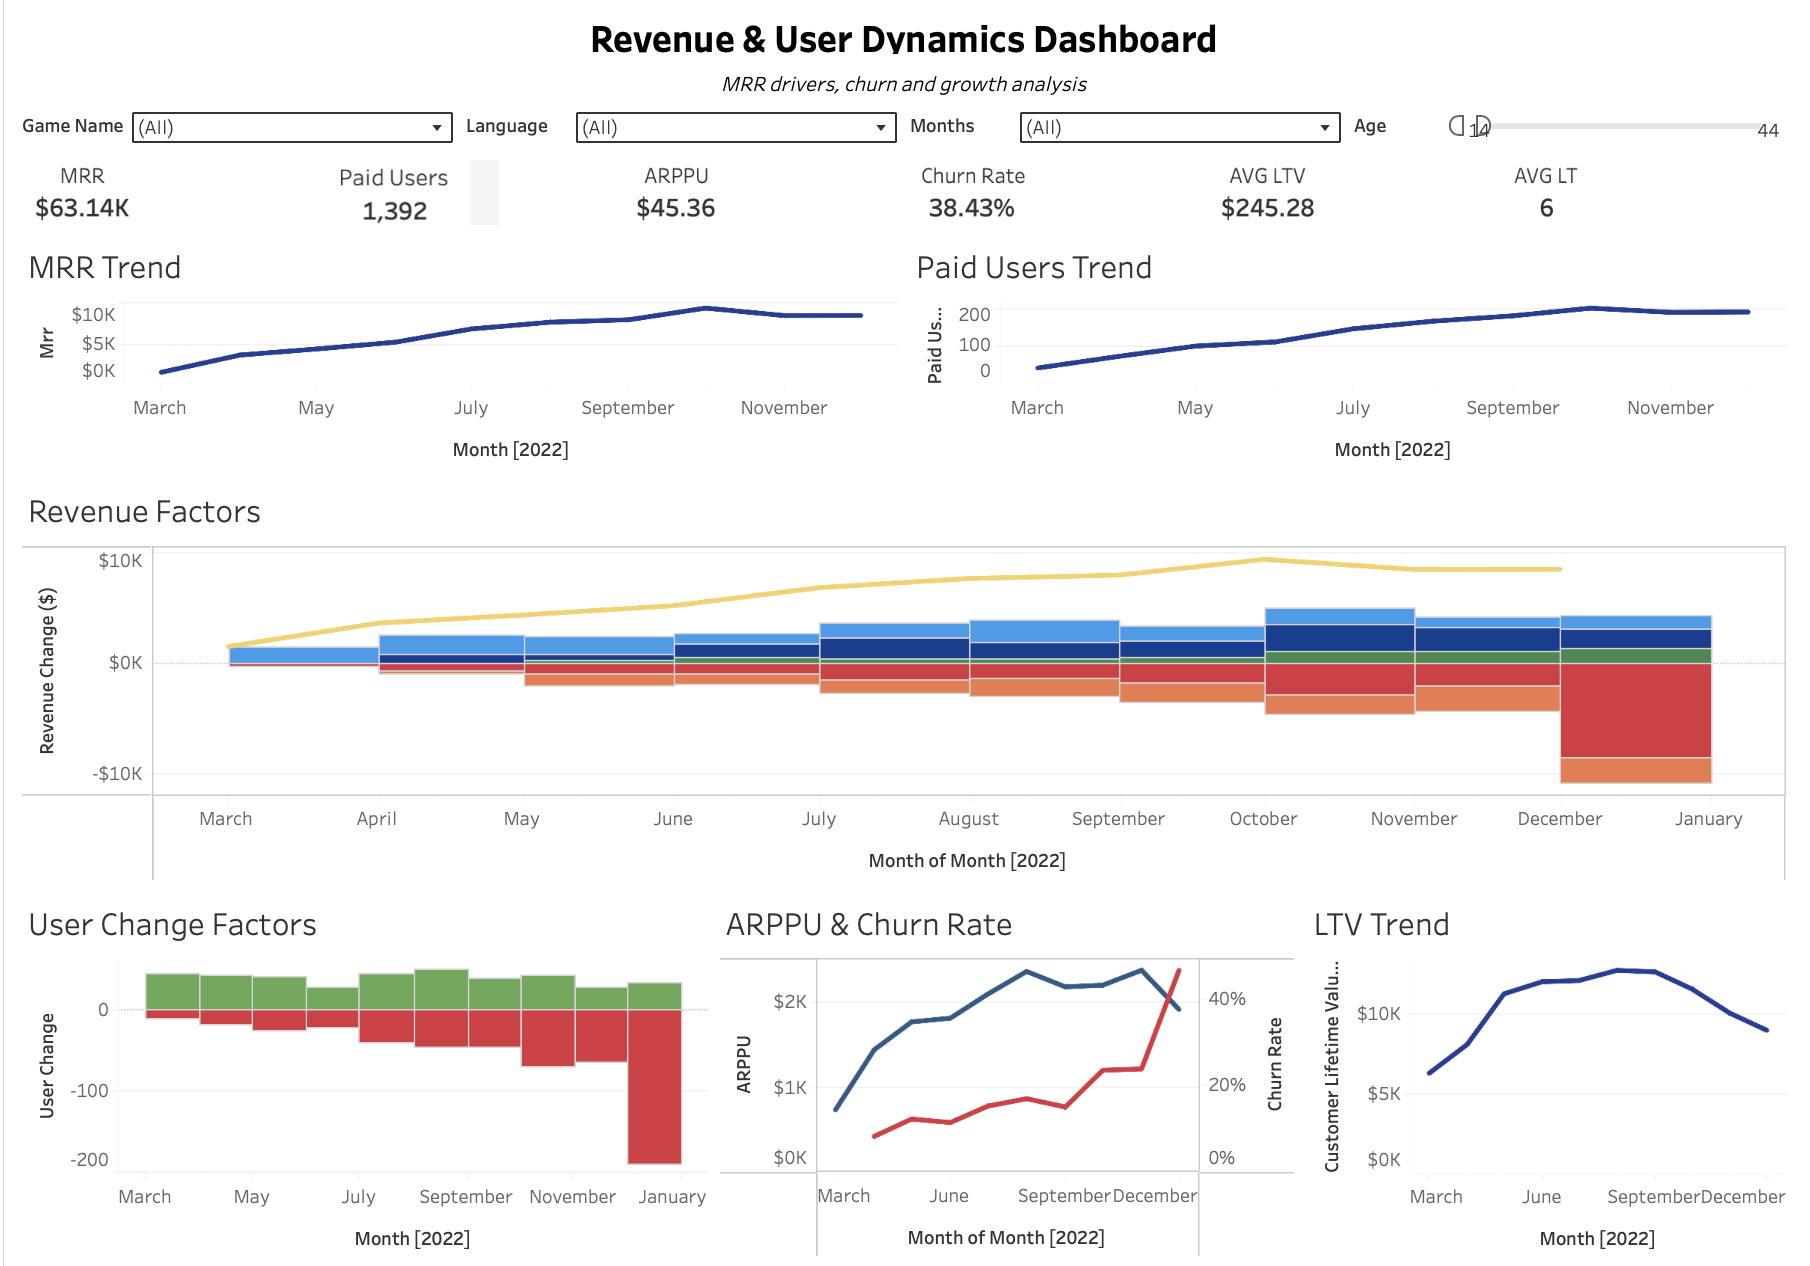 Revenue & User Dynamics Dashboard
MRR drivers, churn and growth analysis
Game Name (All) Language (All) Months (All) Age 14 44
MRR Paid Users ARPPU Churn Rate AVG LTV AVG LT
$63.14K 1,392 $45.36 38.43% $245.28 6
MRR Trend
Mrr
$10K
$5K
$0K
March May July September November
Month [2022]
Paid Users Trend
Paid Us...
200
100
0
March May July September November
Month [2022]
Revenue Factors
Revenue Change ($)
$10K
$0K
-$10K
March April May June July August September October November December January
Month of Month [2022]
User Change Factors
User Change
0
-100
-200
March May July September November January
Month [2022]
ARPPU & Churn Rate
ARPPU
$2K
$1K
$0K
40%
20%
0%
Churn Rate
March June September December
Month of Month [2022]
LTV Trend
Customer Lifetime Valu...
$10K
$5K
$0K
March June September December
Month [2022]